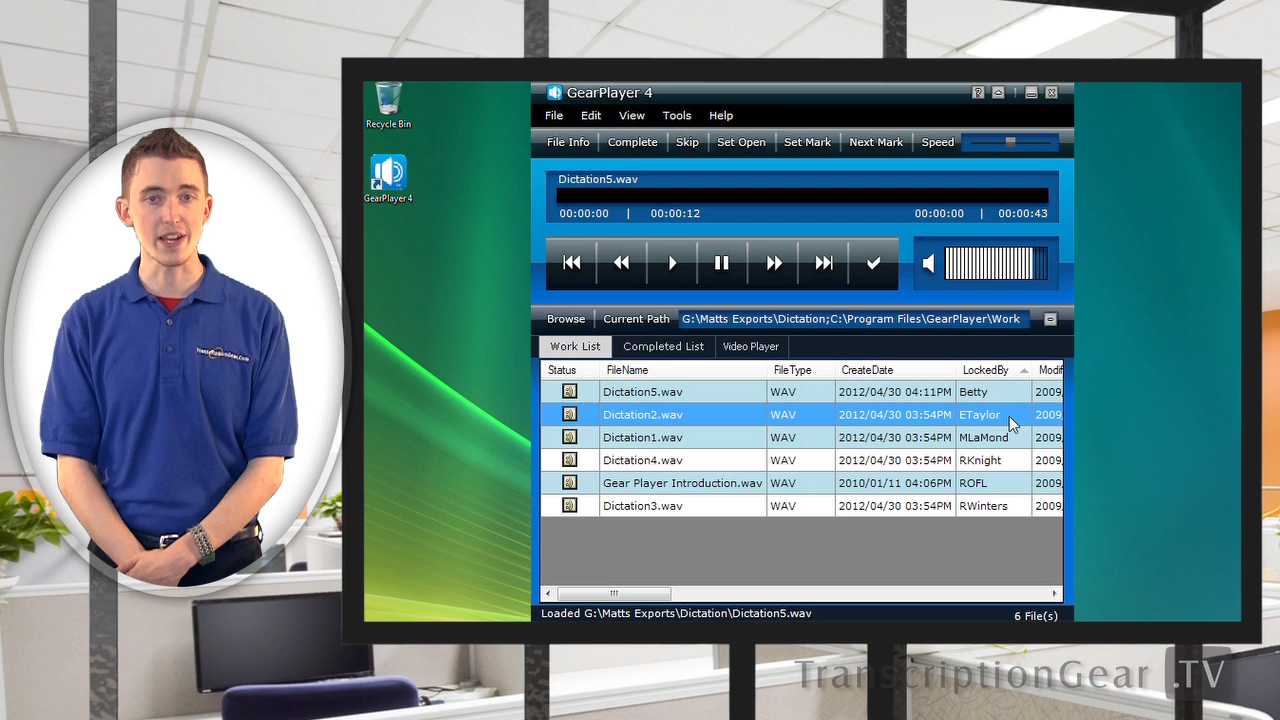 Recycle Bin
GearPlayer 4
GearPlayer 4
File Edit View Tools Help
File Info Complete Skip Set Open Set Mark Next Mark Speed
Dictation5.wav
00:00:00 | 00:00:12 00:00:00 | 00:00:43
Browse Current Path G:\Matts Exports\Dictation;C:\Program Files\GearPlayer\Work
Work List Completed List Video Player
Status FileName FileType CreateDate LockedBy Modif
Dictation5.wav WAV 2012/04/30 04:11PM Betty 2009,
Dictation2.wav WAV 2012/04/30 03:54PM ETaylor 2009,
Dictation1.wav WAV 2012/04/30 03:54PM MLaMond 2009,
Dictation4.wav WAV 2012/04/30 03:54PM RKnight 2009,
Gear Player Introduction.wav WAV 2010/01/11 04:06PM ROFL 2009,
Dictation3.wav WAV 2012/04/30 03:54PM RWinters 2009,
Loaded G:\Matts Exports\Dictation\Dictation5.wav 6 File(s)
TranscriptionGear.Com
TranscriptionGear .TV